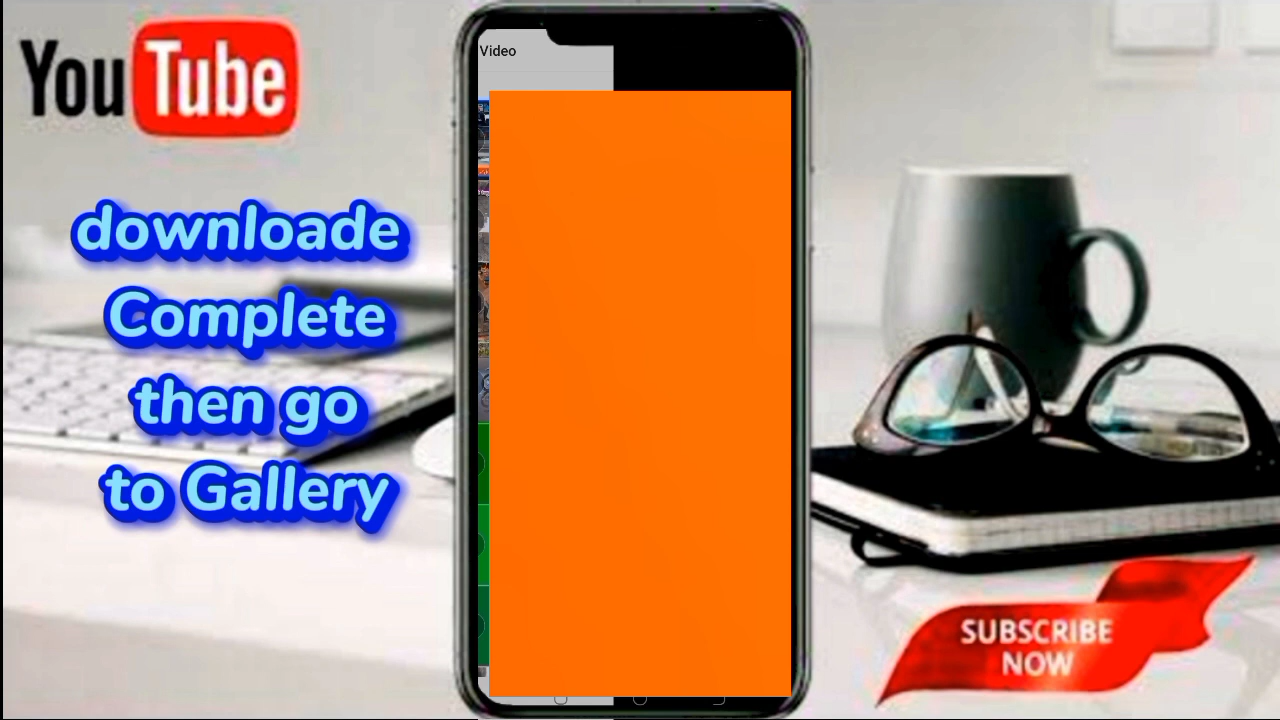 YouTube
Video
downloade
Complete
then go
to Gallery
SUBSCRIBE
NOW